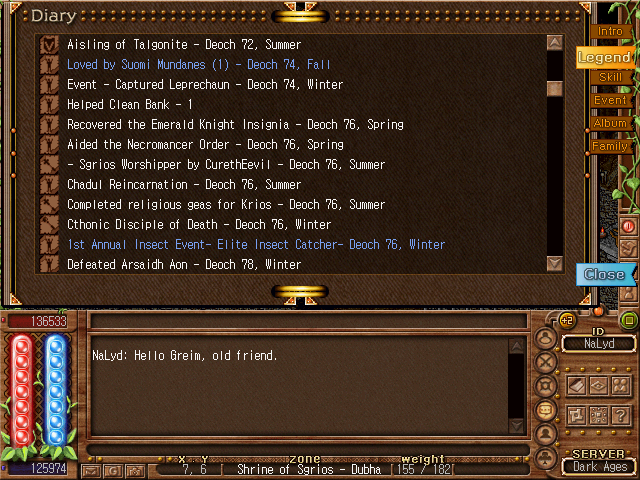 Diary
Intro
Legend
Skill
Event
Album
Family
Close
Aisling of Talgonite - Deoch 72, Summer
Loved by Suomi Mundanes (1) - Deoch 74, Fall
Event - Captured Leprechaun - Deoch 74, Winter
Helped Clean Bank - 1
Recovered the Emerald Knight Insignia - Deoch 76, Spring
Aided the Necromancer Order - Deoch 76, Spring
- Sgrios Worshipper by CurethEevil - Deoch 76, Summer
Chadul Reincarnation - Deoch 76, Summer
Completed religious geas for Krios - Deoch 76, Summer
Cthonic Disciple of Death - Deoch 76, Winter
1st Annual Insect Event- Elite Insect Catcher- Deoch 76, Winter
Defeated Arsaidh Aon - Deoch 78, Winter
136533
+2
ID
NaLyd
NaLyd: Hello Greim, old friend.
125974
X Y zone weight
7, 6 [ Shrine of Sgrios - Dubha [155 / 182[
SERVER
Dark Ages